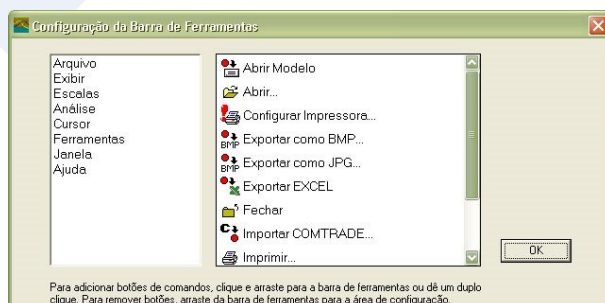 Configuração da Barra de Ferramentas
Arquivo
Exibir
Escalas
Análise
Cursor
Ferramentas
Janela
Ajuda
Abrir Modelo
Abrir...
Configurar Impressora...
BMP Exportar como BMP...
BMP Exportar como JPG...
Exportar EXCEL
Fechar
Importar COMTRADE...
Imprimir...
OK
Para adicionar botões de comandos, clique e arraste para a barra de ferramentas ou dê um duplo
clique. Para remover botões, arraste da barra de ferramentas para a área de configuração.